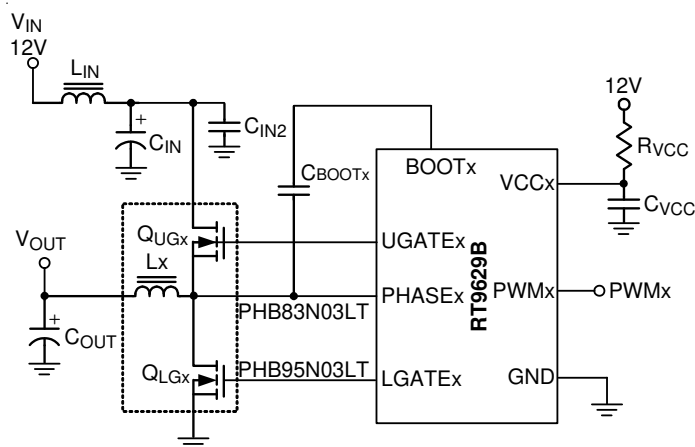 VIN
12V
LIN
CIN
CIN2
CBOOTx
BOOTx
12V
RVCC
VCCx
CVCC
VOUT
QUGx
UGATEx
Lx
PHASEx
PHB83N03LT
RT9629B
PWMx
PWMx
COUT
QLGx
PHB95N03LT
LGATEx
GND